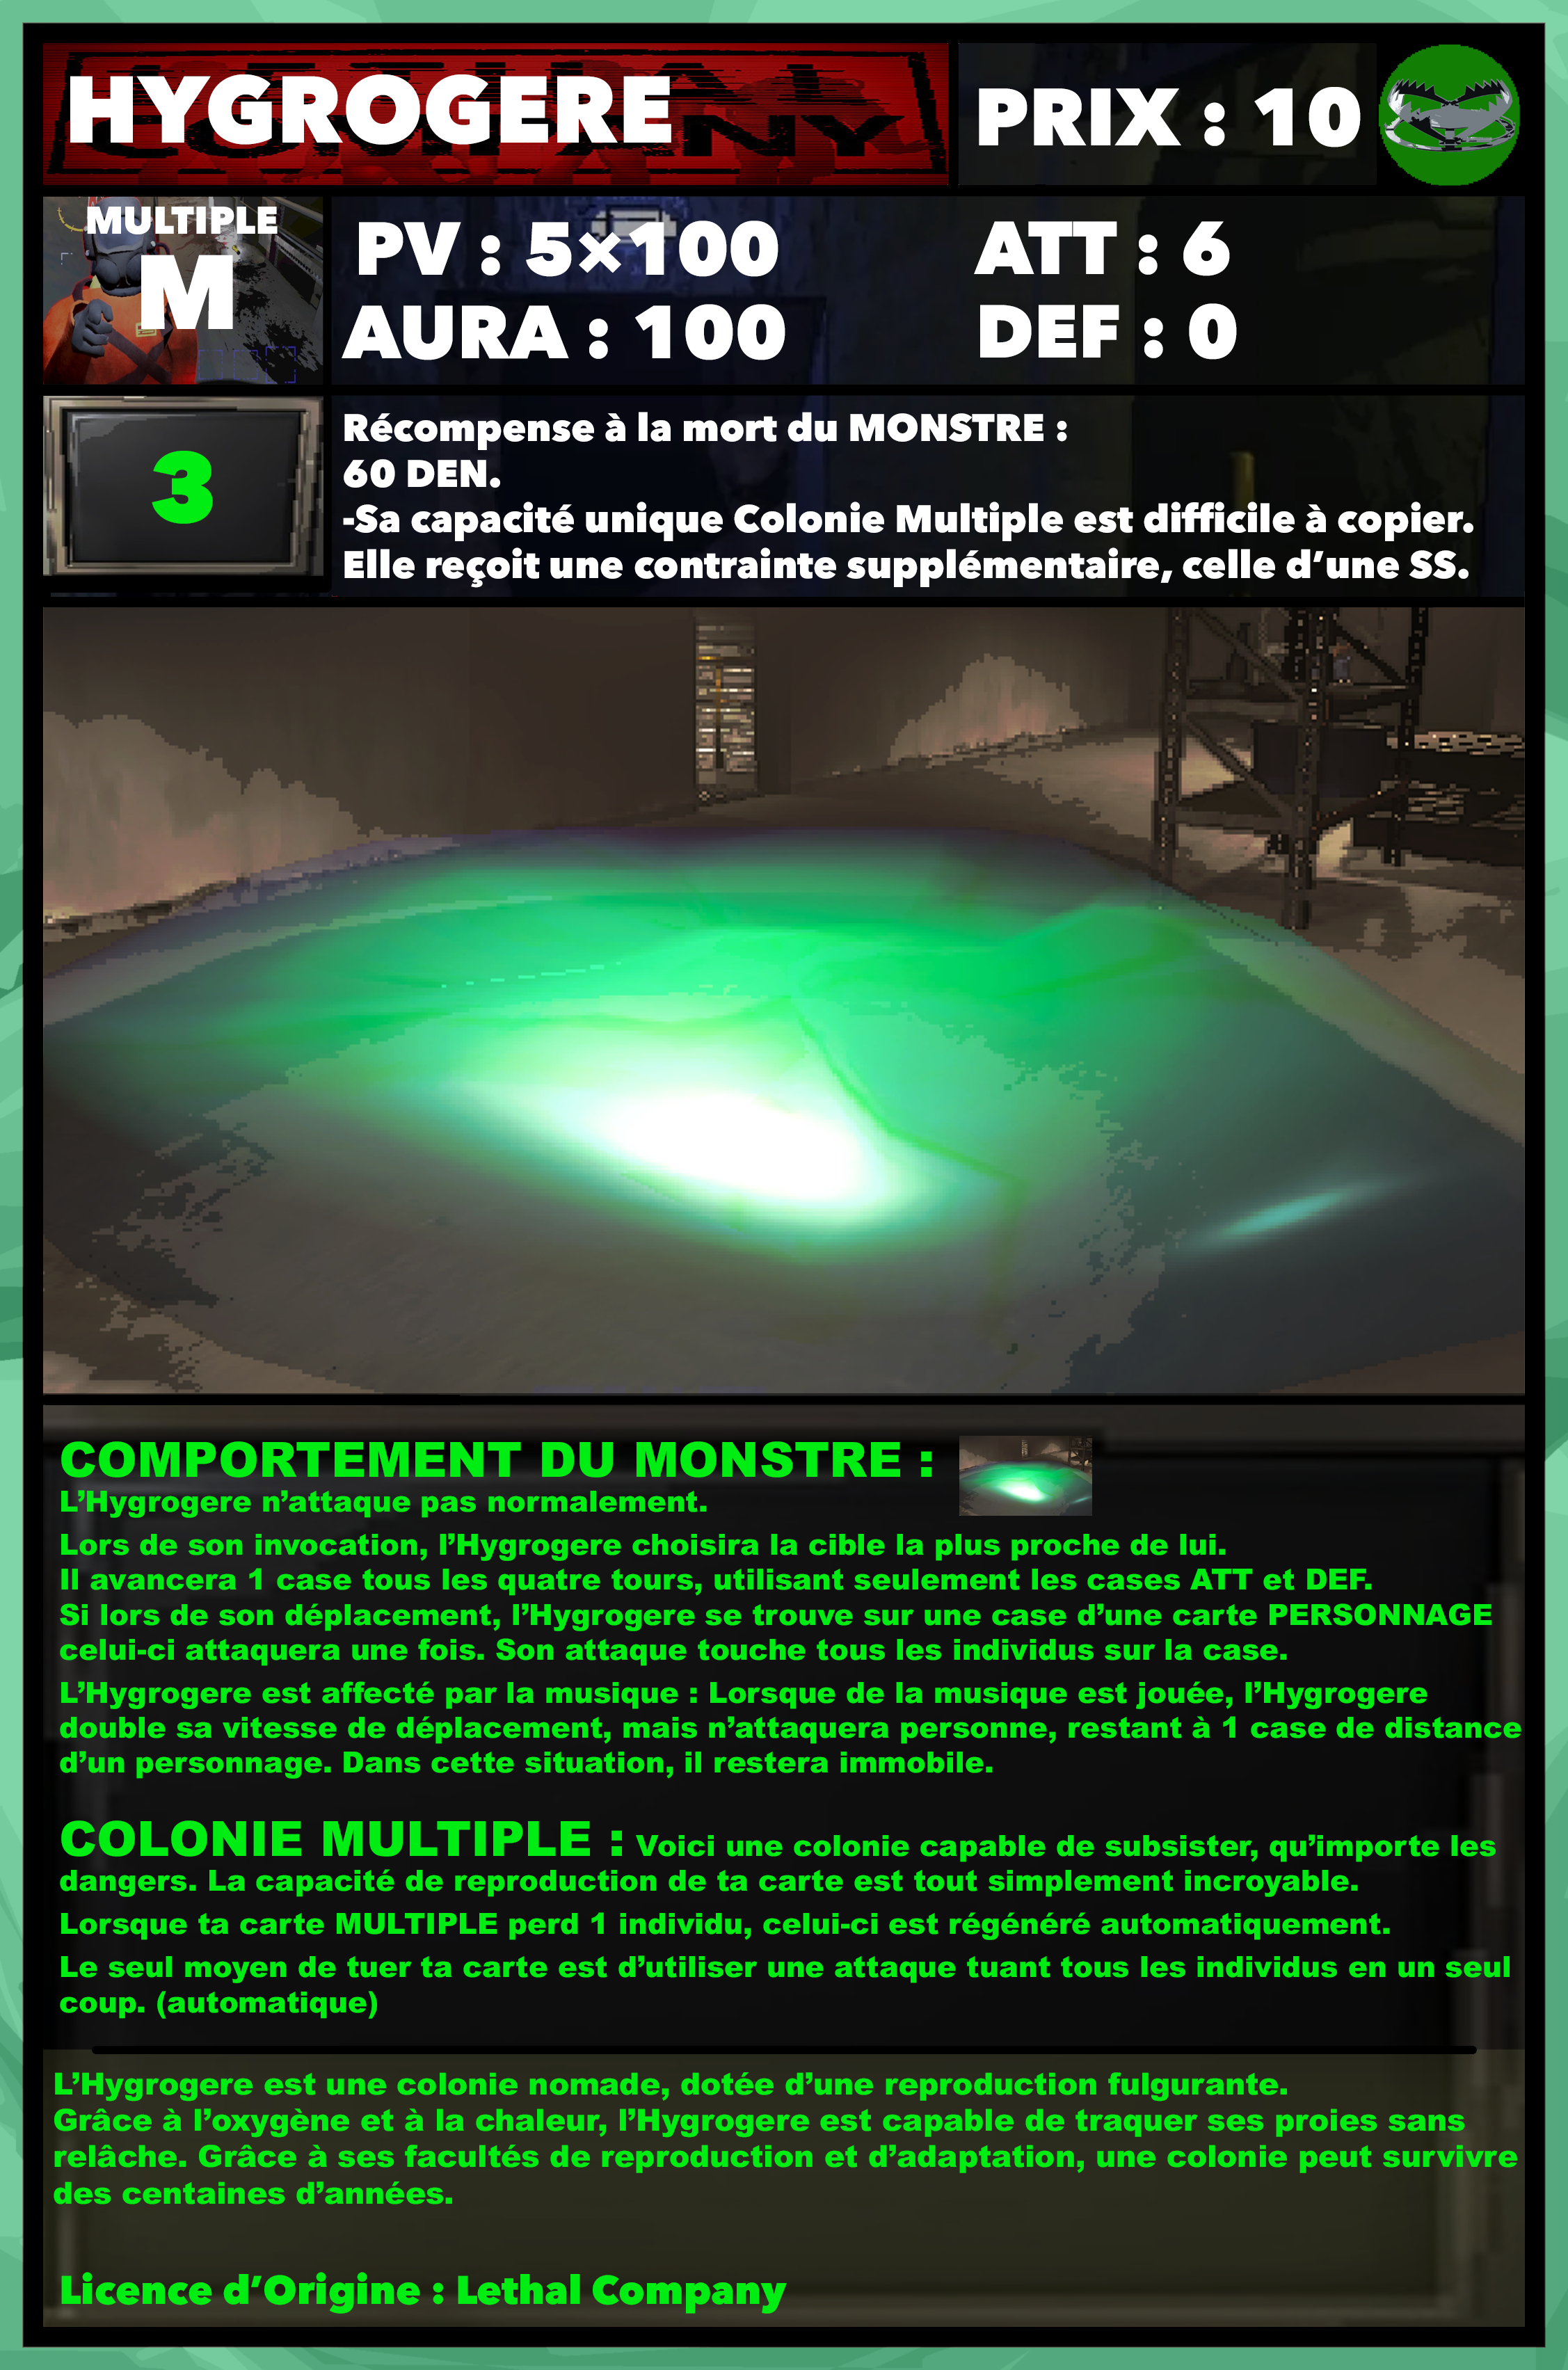 HYGROGERE
PRIX : 10
MULTIPLE
M
PV : 5×100
ATT : 6
AURA : 100
DEF : 0
3
Récompense à la mort du MONSTRE :
60 DEN.
-Sa capacité unique Colonie Multiple est difficile à copier.
Elle reçoit une contrainte supplémentaire, celle d’une SS.
COMPORTEMENT DU MONSTRE :
L’Hygrogere n’attaque pas normalement.
Lors de son invocation, l’Hygrogere choisira la cible la plus proche de lui.
Il avancera 1 case tous les quatre tours, utilisant seulement les cases ATT et DEF.
Si lors de son déplacement, l’Hygrogere se trouve sur une case d’une carte PERSONNAGE
celui-ci attaquera une fois. Son attaque touche tous les individus sur la case.
L’Hygrogere est affecté par la musique : Lorsque de la musique est jouée, l’Hygrogere
double sa vitesse de déplacement, mais n’attaquera personne, restant à 1 case de distance
d’un personnage. Dans cette situation, il restera immobile.
COLONIE MULTIPLE : Voici une colonie capable de subsister, qu’importe les
dangers. La capacité de reproduction de ta carte est tout simplement incroyable.
Lorsque ta carte MULTIPLE perd 1 individu, celui-ci est régénéré automatiquement.
Le seul moyen de tuer ta carte est d’utiliser une attaque tuant tous les individus en un seul
coup. (automatique)
L’Hygrogere est une colonie nomade, dotée d’une reproduction fulgurante.
Grâce à l’oxygène et à la chaleur, l’Hygrogere est capable de traquer ses proies sans
relâche. Grâce à ses facultés de reproduction et d’adaptation, une colonie peut survivre
des centaines d’années.
Licence d’Origine : Lethal Company